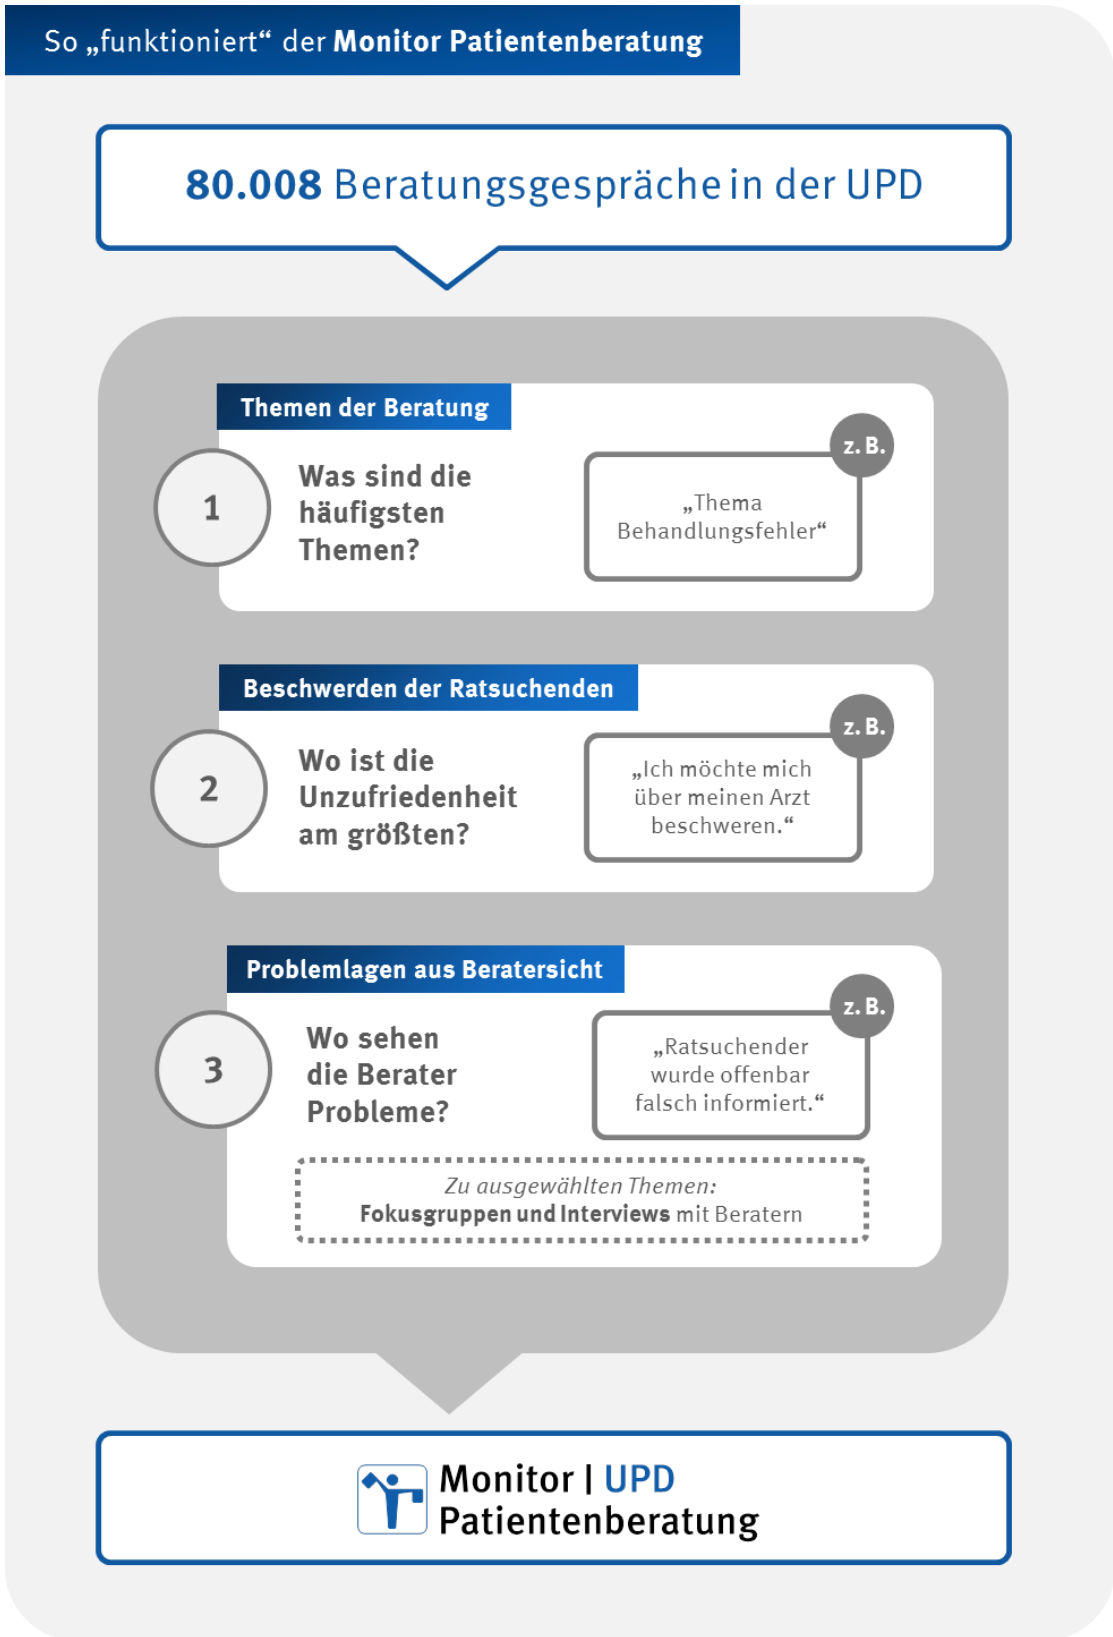 So „funktioniert“ der Monitor Patientenberatung
80.008 Beratungsgespräche in der UPD
Themen der Beratung
1
Was sind die
häufigsten
Themen?
z. B.
„Thema
Behandlungsfehler“
Beschwerden der Ratsuchenden
2
Wo ist die
Unzufriedenheit
am größten?
z. B.
„Ich möchte mich
über meinen Arzt
beschweren.“
Problemlagen aus Beratersicht
3
Wo sehen
die Berater
Probleme?
z. B.
„Ratsuchender
wurde offenbar
falsch informiert.“
Zu ausgewählten Themen:
Fokusgruppen und Interviews mit Beratern
Monitor | UPD
Patientenberatung